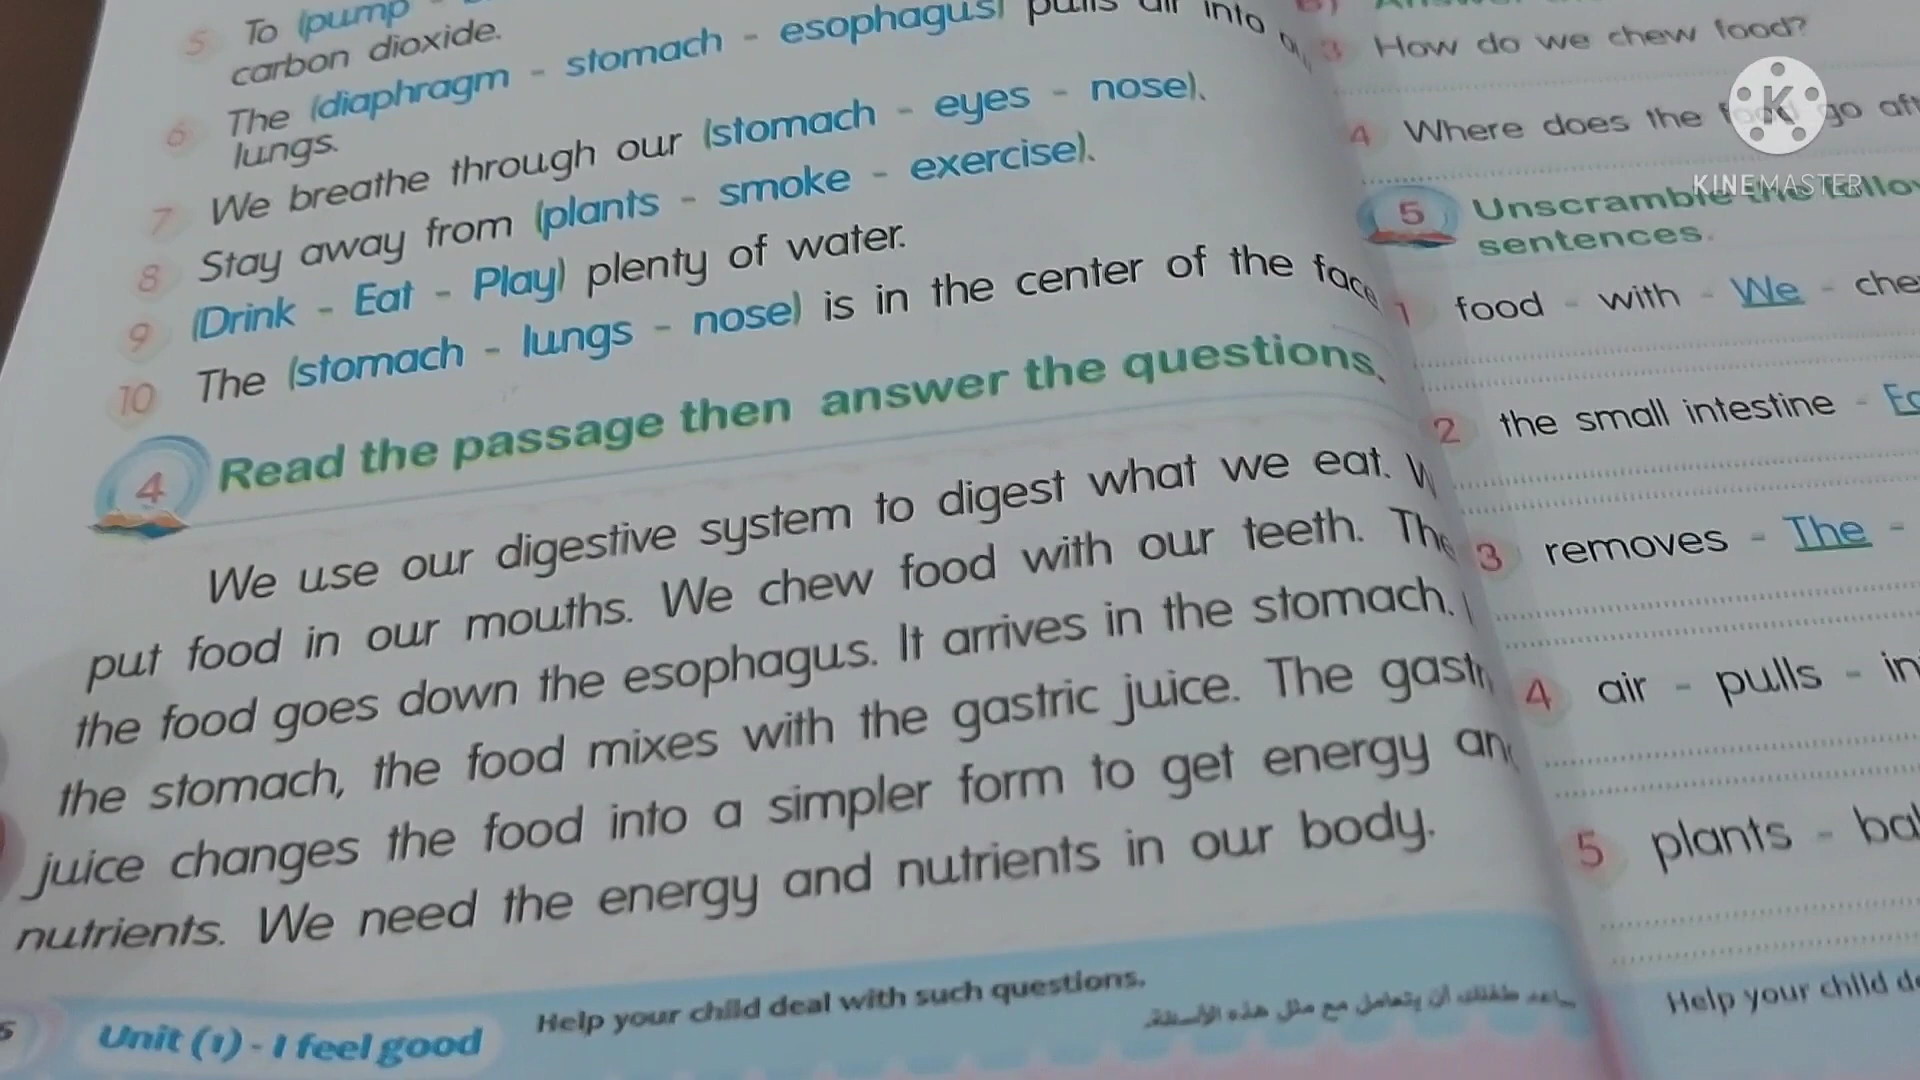 5 To (pump -
carbon dioxide.
6 The (diaphragm - stomach - esophagus) pulls air into
lungs.
7 We breathe through our (stomach - eyes - nose).
8 Stay away from (plants - smoke - exercise).
9 (Drink - Eat - Play) plenty of water.
10 The (stomach - lungs - nose) is in the center of the face
4 Read the passage then answer the questions.
We use our digestive system to digest what we eat. W
put food in our mouths. We chew food with our teeth. The
the food goes down the esophagus. It arrives in the stomach. I
the stomach, the food mixes with the gastric juice. The gastr
juice changes the food into a simpler form to get energy and
nutrients. We need the energy and nutrients in our body.
Unit (1) - I feel good
Help your child deal with such questions.
ساعد طفلك أن يتعامل مع مثل هذه الأسئلة.
3 How do we chew food?
4 Where does the food go aft
5 Unscramble the follow
sentences.
1 food - with - We - che
2 the small intestine -
3 removes - The -
4 air - pulls - in
5 plants - bal
Help your child de
K
KINEMASTER